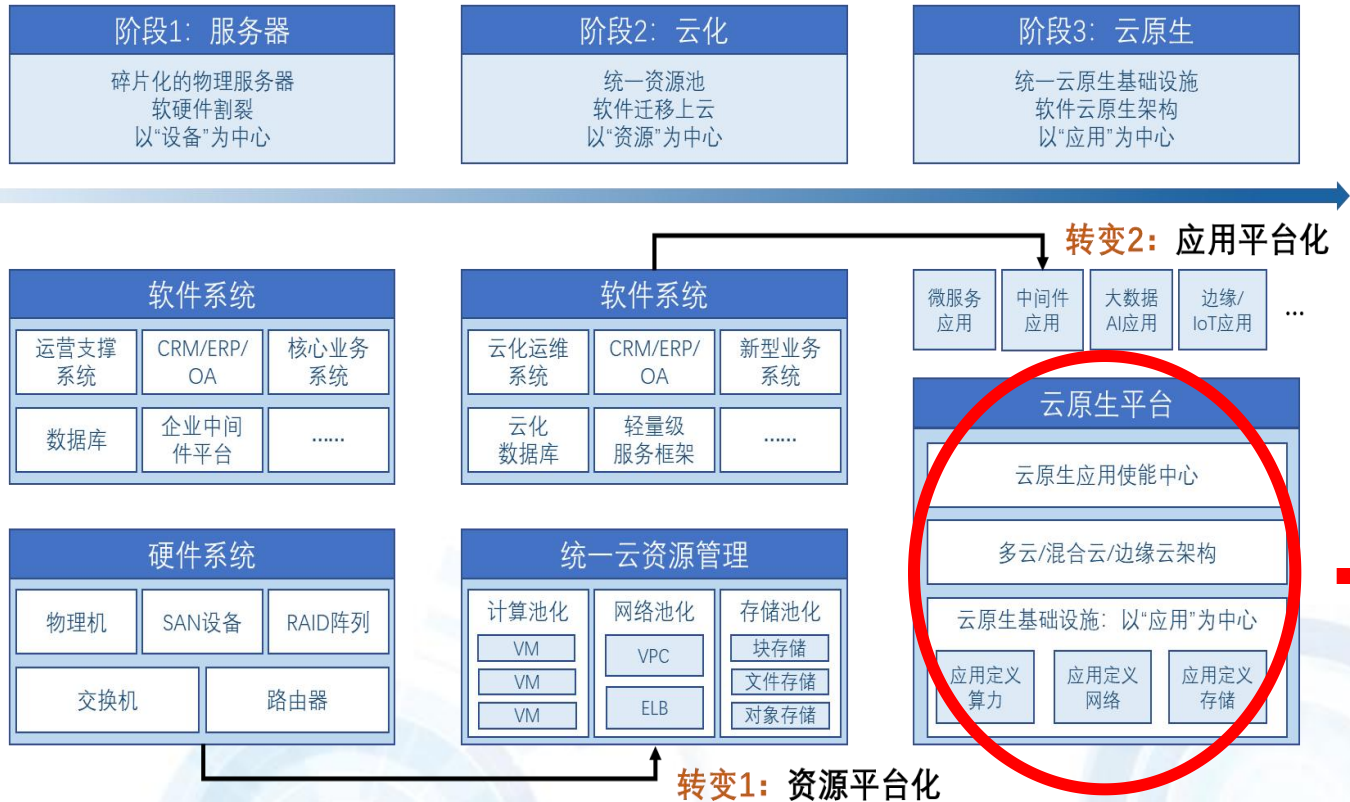 阶段1：服务器
碎片化的物理服务器
软硬件割裂
以“设备”为中心
阶段2：云化
统一资源池
软件迁移上云
以“资源”为中心
阶段3：云原生
统一云原生基础设施
软件云原生架构
以“应用”为中心
转变2：应用平台化
软件系统
运营支撑
系统
CRM/ERP/
OA
核心业务
系统
数据库
企业中间
件平台
……
软件系统
云化运维
系统
CRM/ERP/
OA
新型业务
系统
云化
数据库
轻量级
服务框架
……
微服务
应用
中间件
应用
大数据
AI应用
边缘/
IoT应用
...
云原生平台
云原生应用使能中心
多云/混合云/边缘云架构
云原生基础设施：以“应用”为中心
应用定义
算力
应用定义
网络
应用定义
存储
硬件系统
物理机
SAN设备
RAID阵列
交换机
路由器
统一云资源管理
计算池化
VM
VM
VM
网络池化
VPC
ELB
存储池化
块存储
文件存储
对象存储
转变1：资源平台化